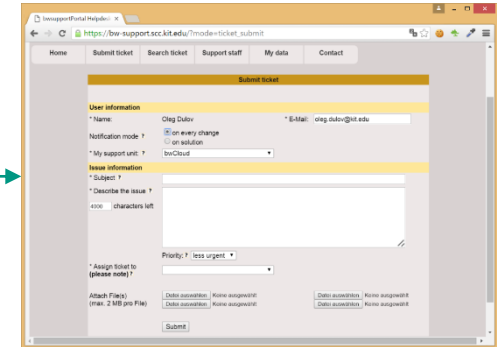 bwsupportPortal Helpdesk ×
https://bw-support.scc.kit.edu/?mode=ticket_submit
Home Submit ticket Search ticket Support staff My data Contact
Submit ticket
User information
* Name: Oleg Dulov * E-Mail: oleg.dulov@kit.edu
Notification mode ? on every change
on solution
* My support unit: ? bwCloud
Issue information
* Subject ?
* Describe the issue ?
4000 characters left
Priority: ? less urgent
* Assign ticket to
(please note) ?
Attach File(s) Datei auswählen Keine ausgewählt Datei auswählen Keine ausgewählt
(max. 2 MB pro File) Datei auswählen Keine ausgewählt Datei auswählen Keine ausgewählt
Submit